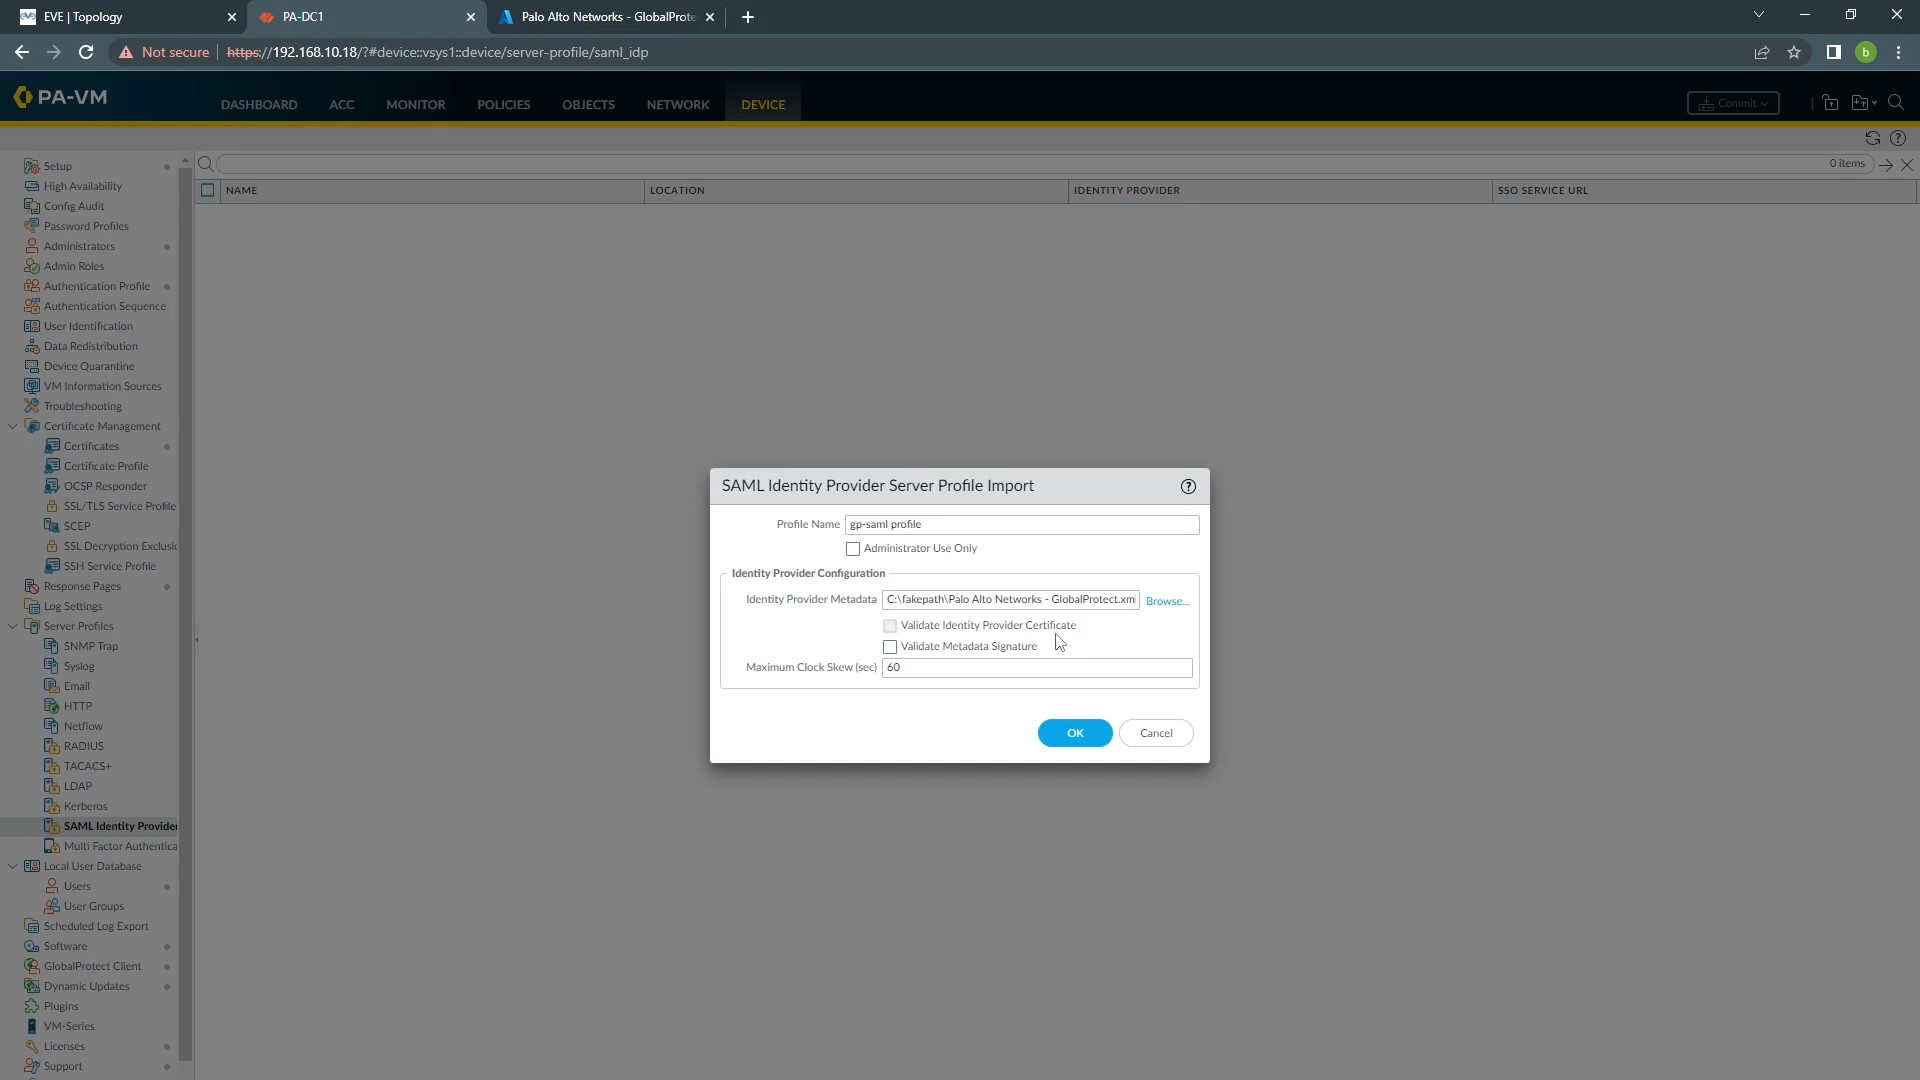 EVE | Topology
PA-DC1
Palo Alto Networks - GlobalProte
Not secure
https://192.168.10.18/?#device::vsys1::device/server-profile/saml_idp
b
PA-VM
DASHBOARD
ACC
MONITOR
POLICIES
OBJECTS
NETWORK
DEVICE
Commit
0 items
NAME
LOCATION
IDENTITY PROVIDER
SSO SERVICE URL
Setup
High Availability
Config Audit
Password Profiles
Administrators
Admin Roles
Authentication Profile
Authentication Sequence
User Identification
Data Redistribution
Device Quarantine
VM Information Sources
Troubleshooting
Certificate Management
Certificates
Certificate Profile
OCSP Responder
SSL/TLS Service Profile
SCEP
SSL Decryption Exclusio
SSH Service Profile
Response Pages
Log Settings
Server Profiles
SNMP Trap
Syslog
Email
HTTP
Netflow
RADIUS
TACACS+
LDAP
Kerberos
SAML Identity Provider
Multi Factor Authentica
Local User Database
Users
User Groups
Scheduled Log Export
Software
GlobalProtect Client
Dynamic Updates
Plugins
VM-Series
Licenses
Support
SAML Identity Provider Server Profile Import
Profile Name
gp-saml profile
Administrator Use Only
Identity Provider Configuration
Identity Provider Metadata
C:\fakepath\Palo Alto Networks - GlobalProtect.xml
Browse...
Validate Identity Provider Certificate
Validate Metadata Signature
Maximum Clock Skew (sec)
60
OK
Cancel